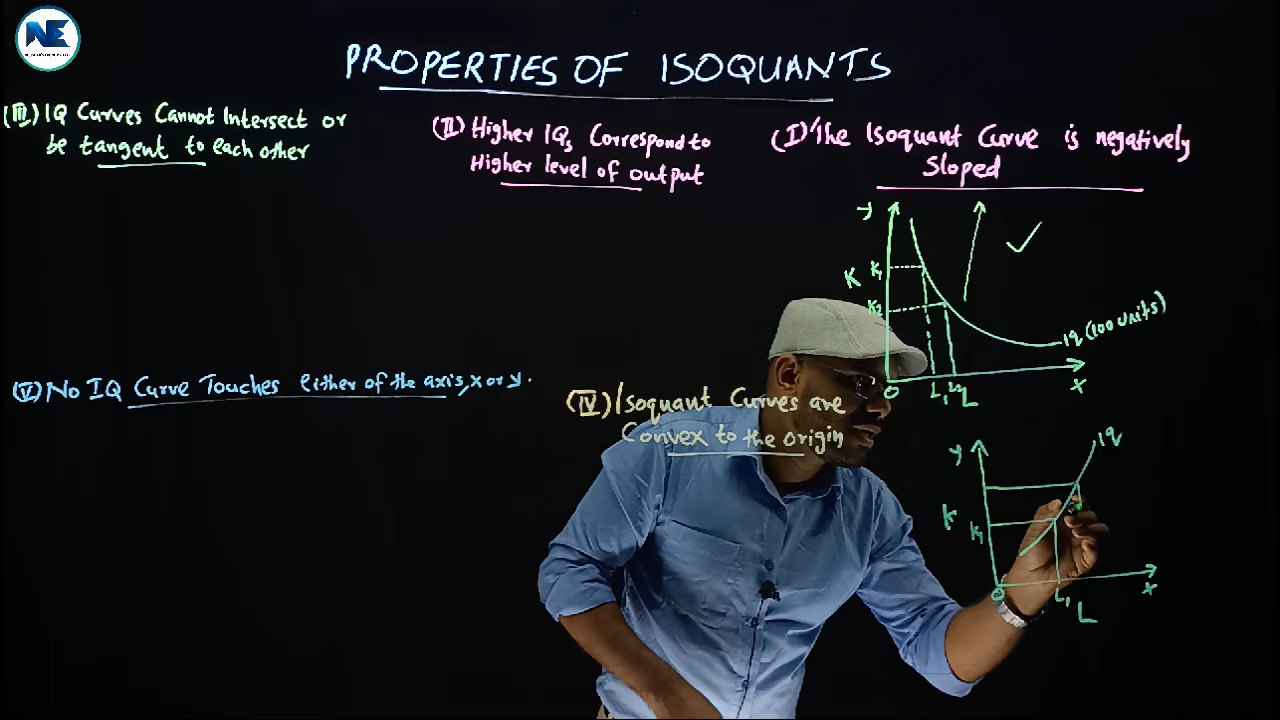 NE
PROPERTIES OF ISOQUANTS
(III) IQ Curves Cannot Intersect or
be tangent to each other
(II) Higher IQs Correspond to
Higher level of output
(I) The Isoquant Curve is negatively
Sloped
y
K
K1
K2
IQ (100 units)
O
L1
L2
L
X
(V) No IQ Curve Touches either of the axis, x or y.
(IV) Isoquant Curves are
Convex to the Origin
y
IQ
K
K1
O
L1
L
X